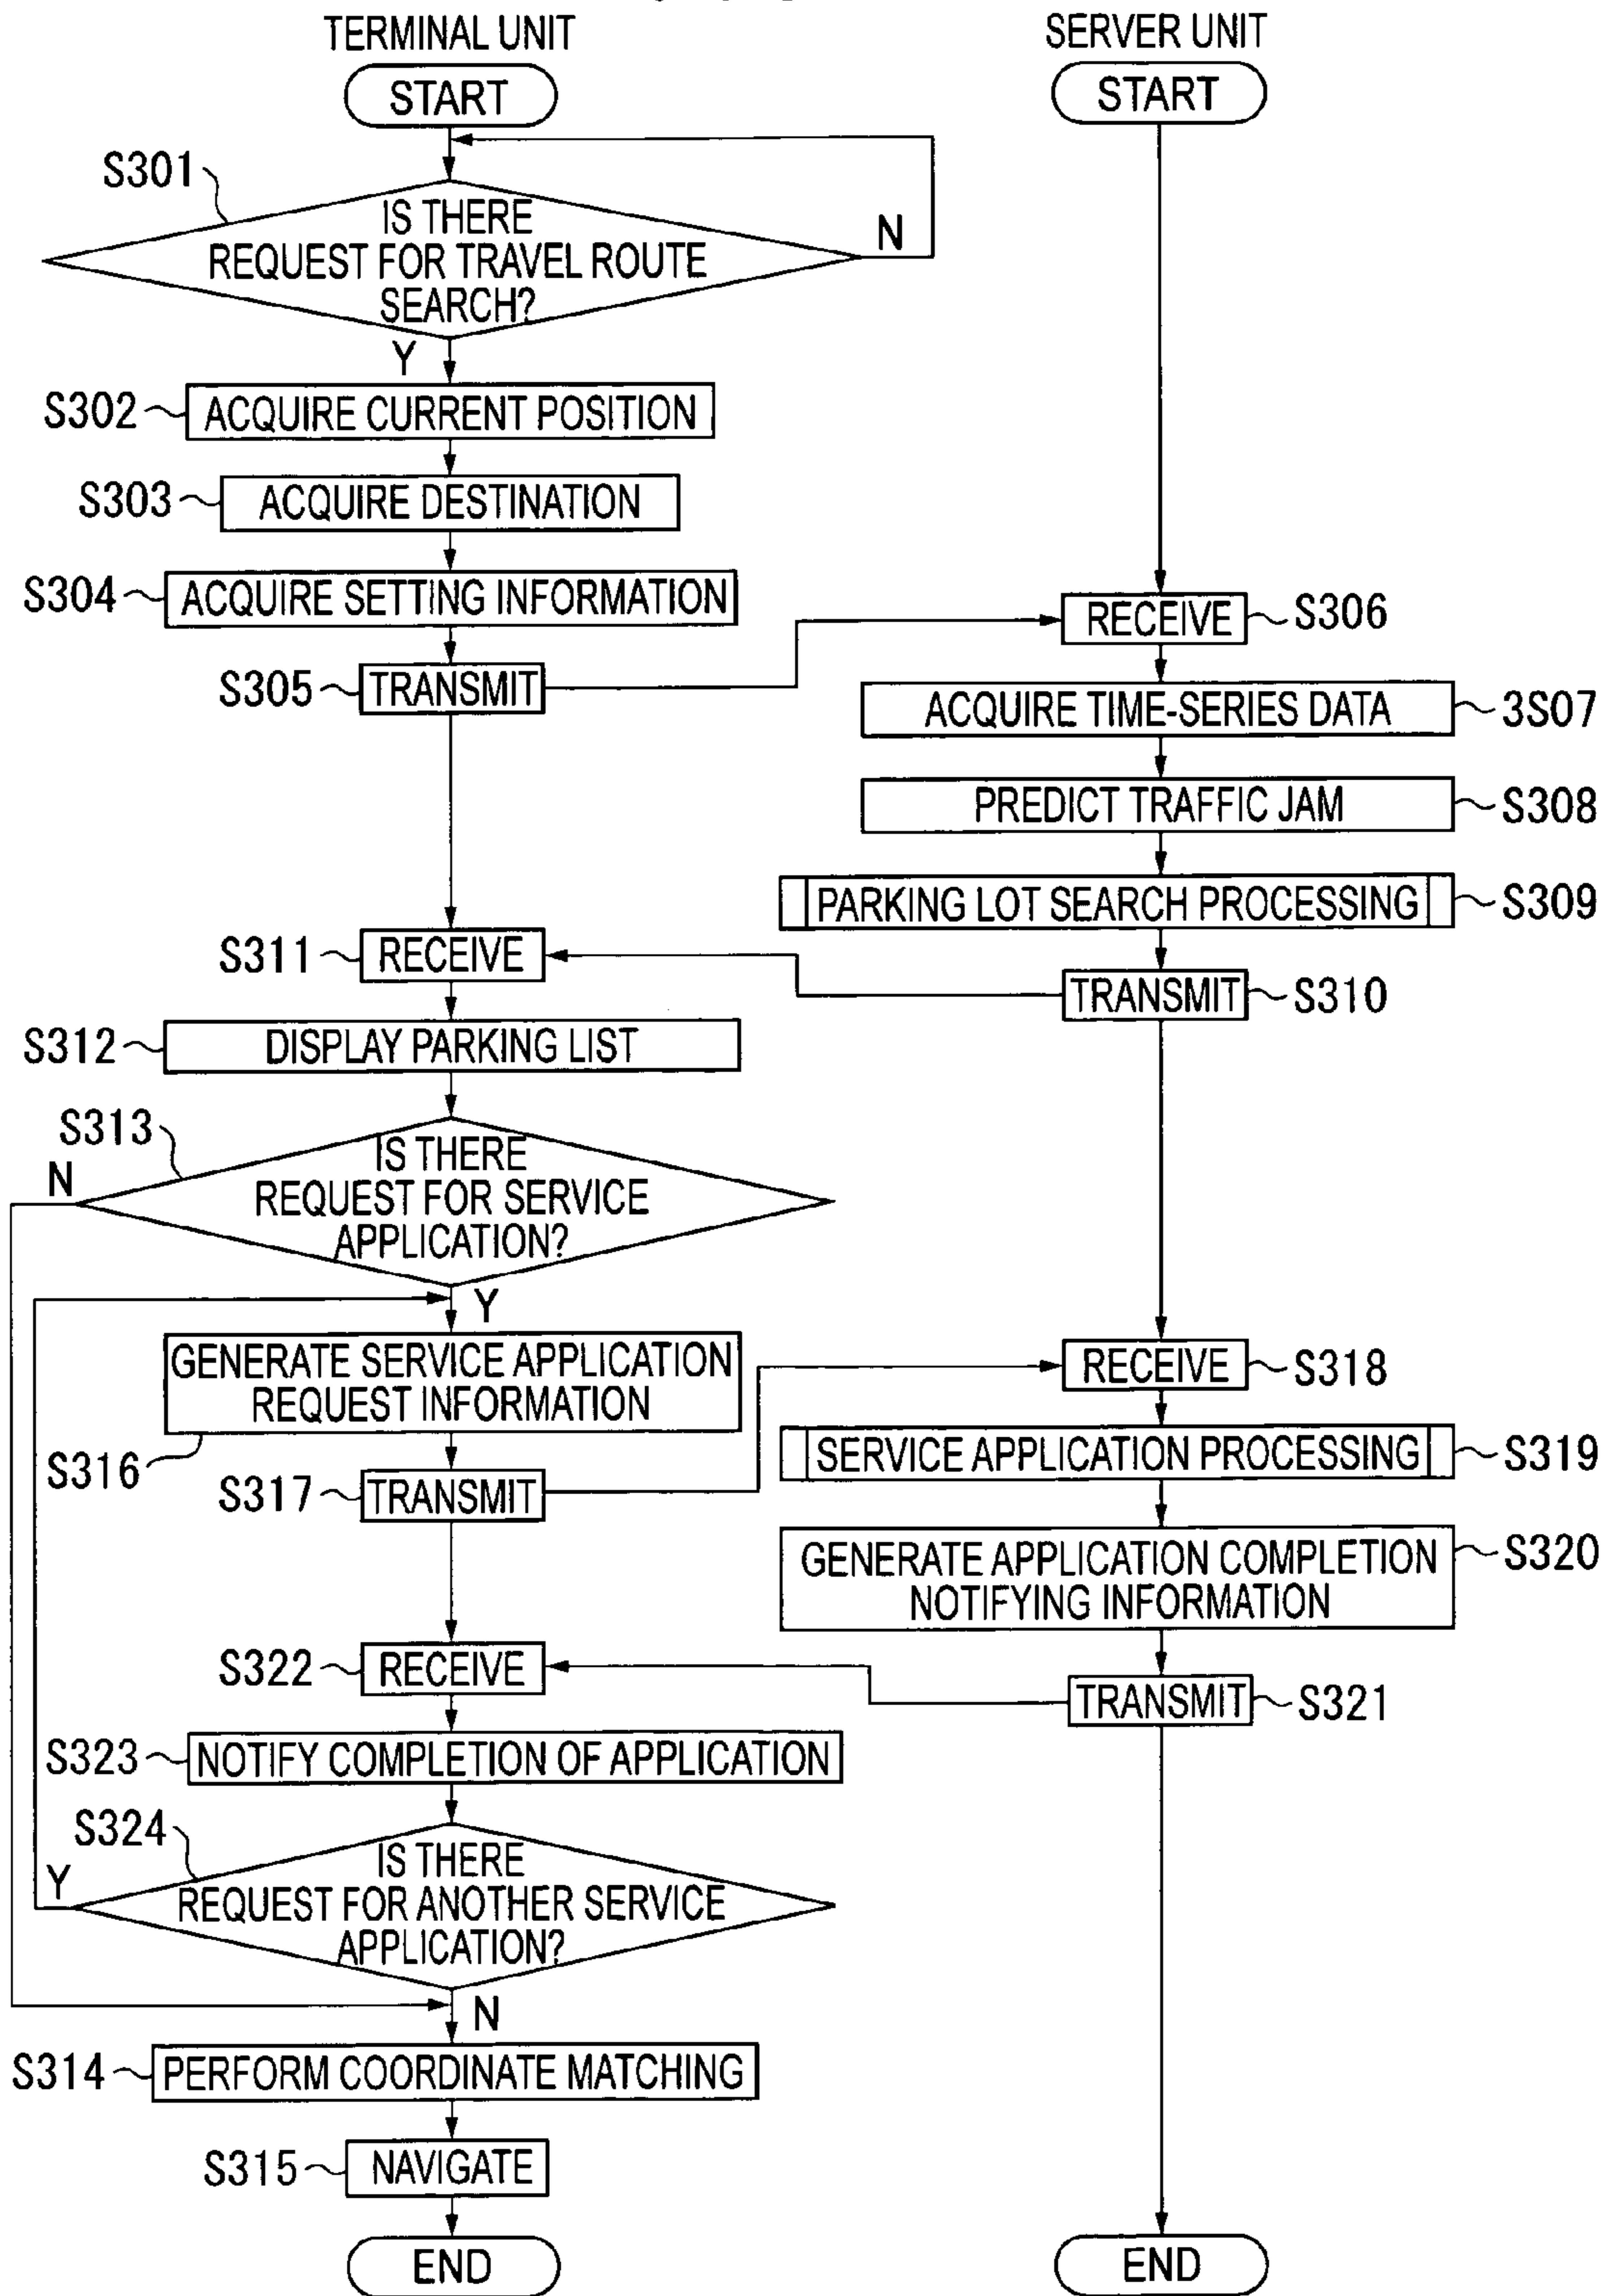 TERMINAL UNIT
START
S301
IS THERE
REQUEST FOR TRAVEL ROUTE
SEARCH?
N
Y
S302
ACQUIRE CURRENT POSITION
S303
ACQUIRE DESTINATION
S304
ACQUIRE SETTING INFORMATION
S305
TRANSMIT
SERVER UNIT
START
RECEIVE
S306
ACQUIRE TIME-SERIES DATA
3S07
PREDICT TRAFFIC JAM
S308
PARKING LOT SEARCH PROCESSING
S309
TRANSMIT
S310
S311
RECEIVE
S312
DISPLAY PARKING LIST
S313
IS THERE
REQUEST FOR SERVICE
APPLICATION?
N
Y
GENERATE SERVICE APPLICATION
REQUEST INFORMATION
S316
S317
TRANSMIT
RECEIVE
S318
SERVICE APPLICATION PROCESSING
S319
GENERATE APPLICATION COMPLETION
NOTIFYING INFORMATION
S320
TRANSMIT
S321
S322
RECEIVE
S323
NOTIFY COMPLETION OF APPLICATION
S324
IS THERE
REQUEST FOR ANOTHER SERVICE
APPLICATION?
Y
N
S314
PERFORM COORDINATE MATCHING
S315
NAVIGATE
END
END